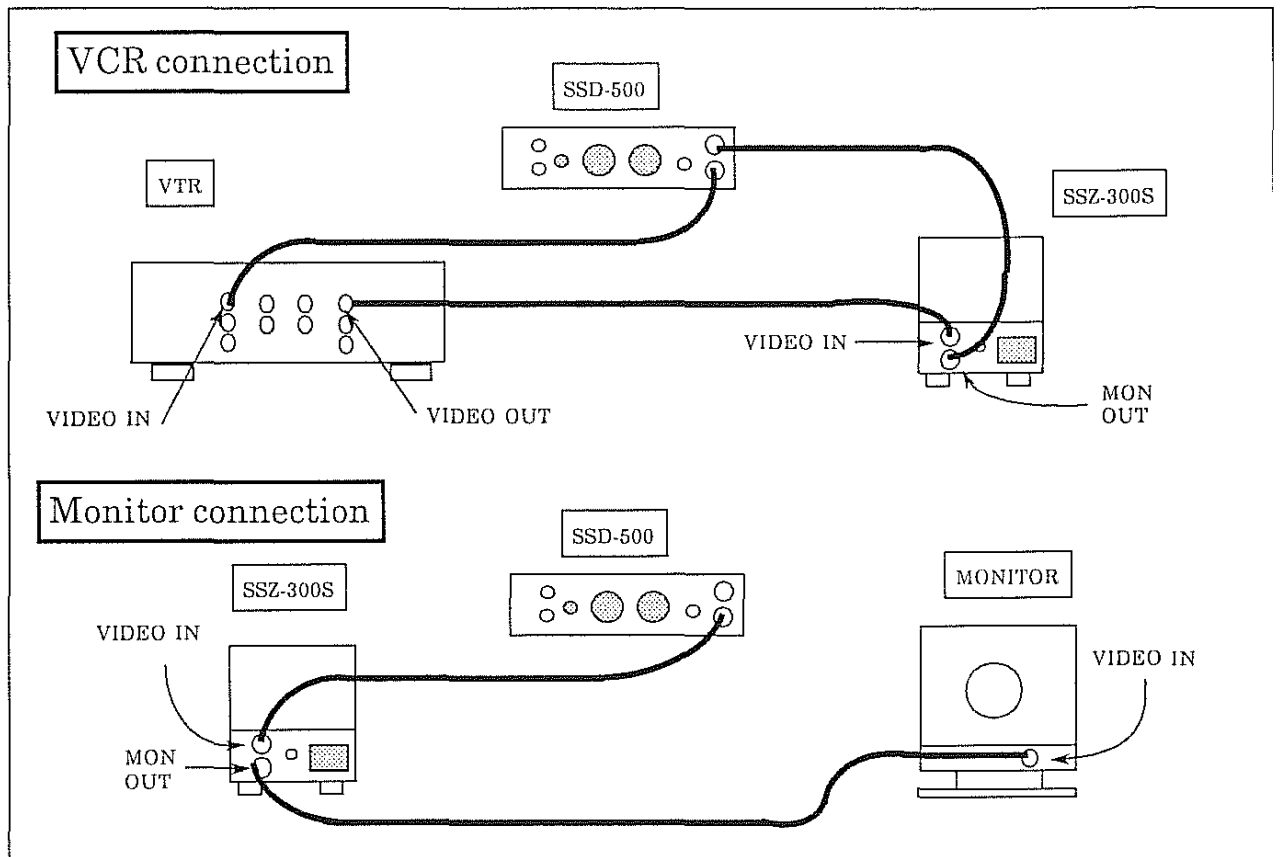 VCR connection
SSD-500
VTR
SSZ-300S
VIDEO IN
VIDEO IN
VIDEO OUT
MON
OUT
Monitor connection
SSD-500
SSZ-300S
MONITOR
VIDEO IN
VIDEO IN
MON
OUT